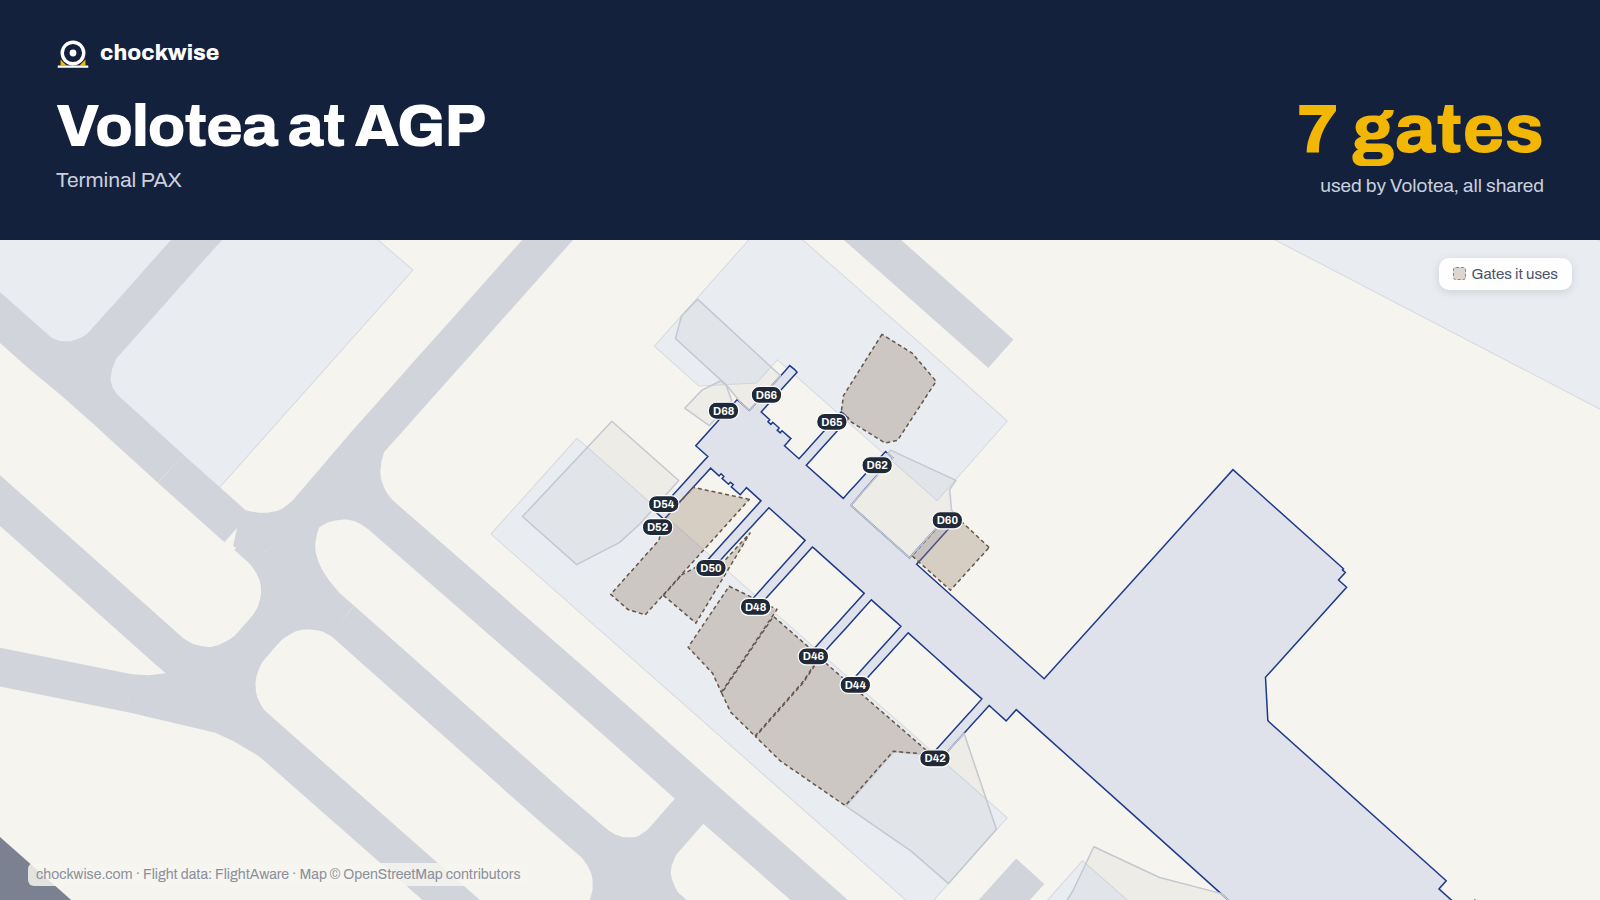 chockwise
Volotea at AGP
Terminal PAX
7 gates
used by Volotea, all shared
Gates it uses
D66
D68
D65
D62
D54
D60
D52
D50
D48
D46
D44
D42
chockwise.com · Flight data: FlightAware · Map © OpenStreetMap contributors